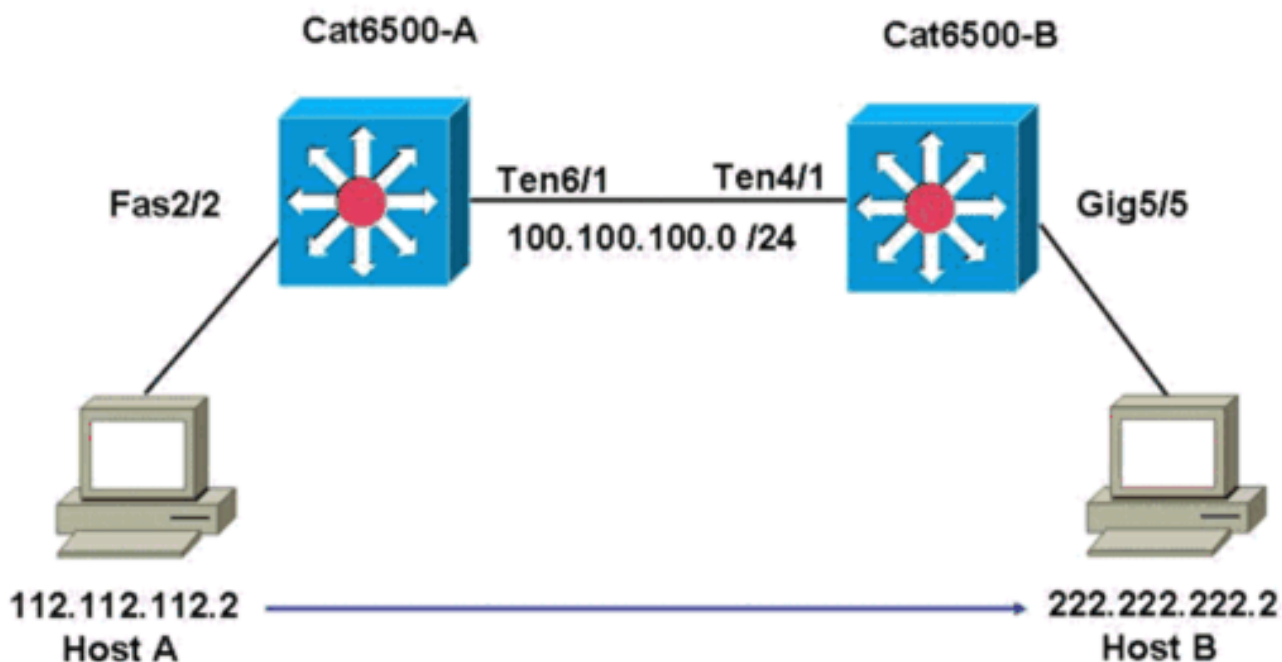 Cat6500-A
Cat6500-B
Fas2/2
Ten6/1
Ten4/1
Gig5/5
100.100.100.0 /24
112.112.112.2
Host A
222.222.222.2
Host B